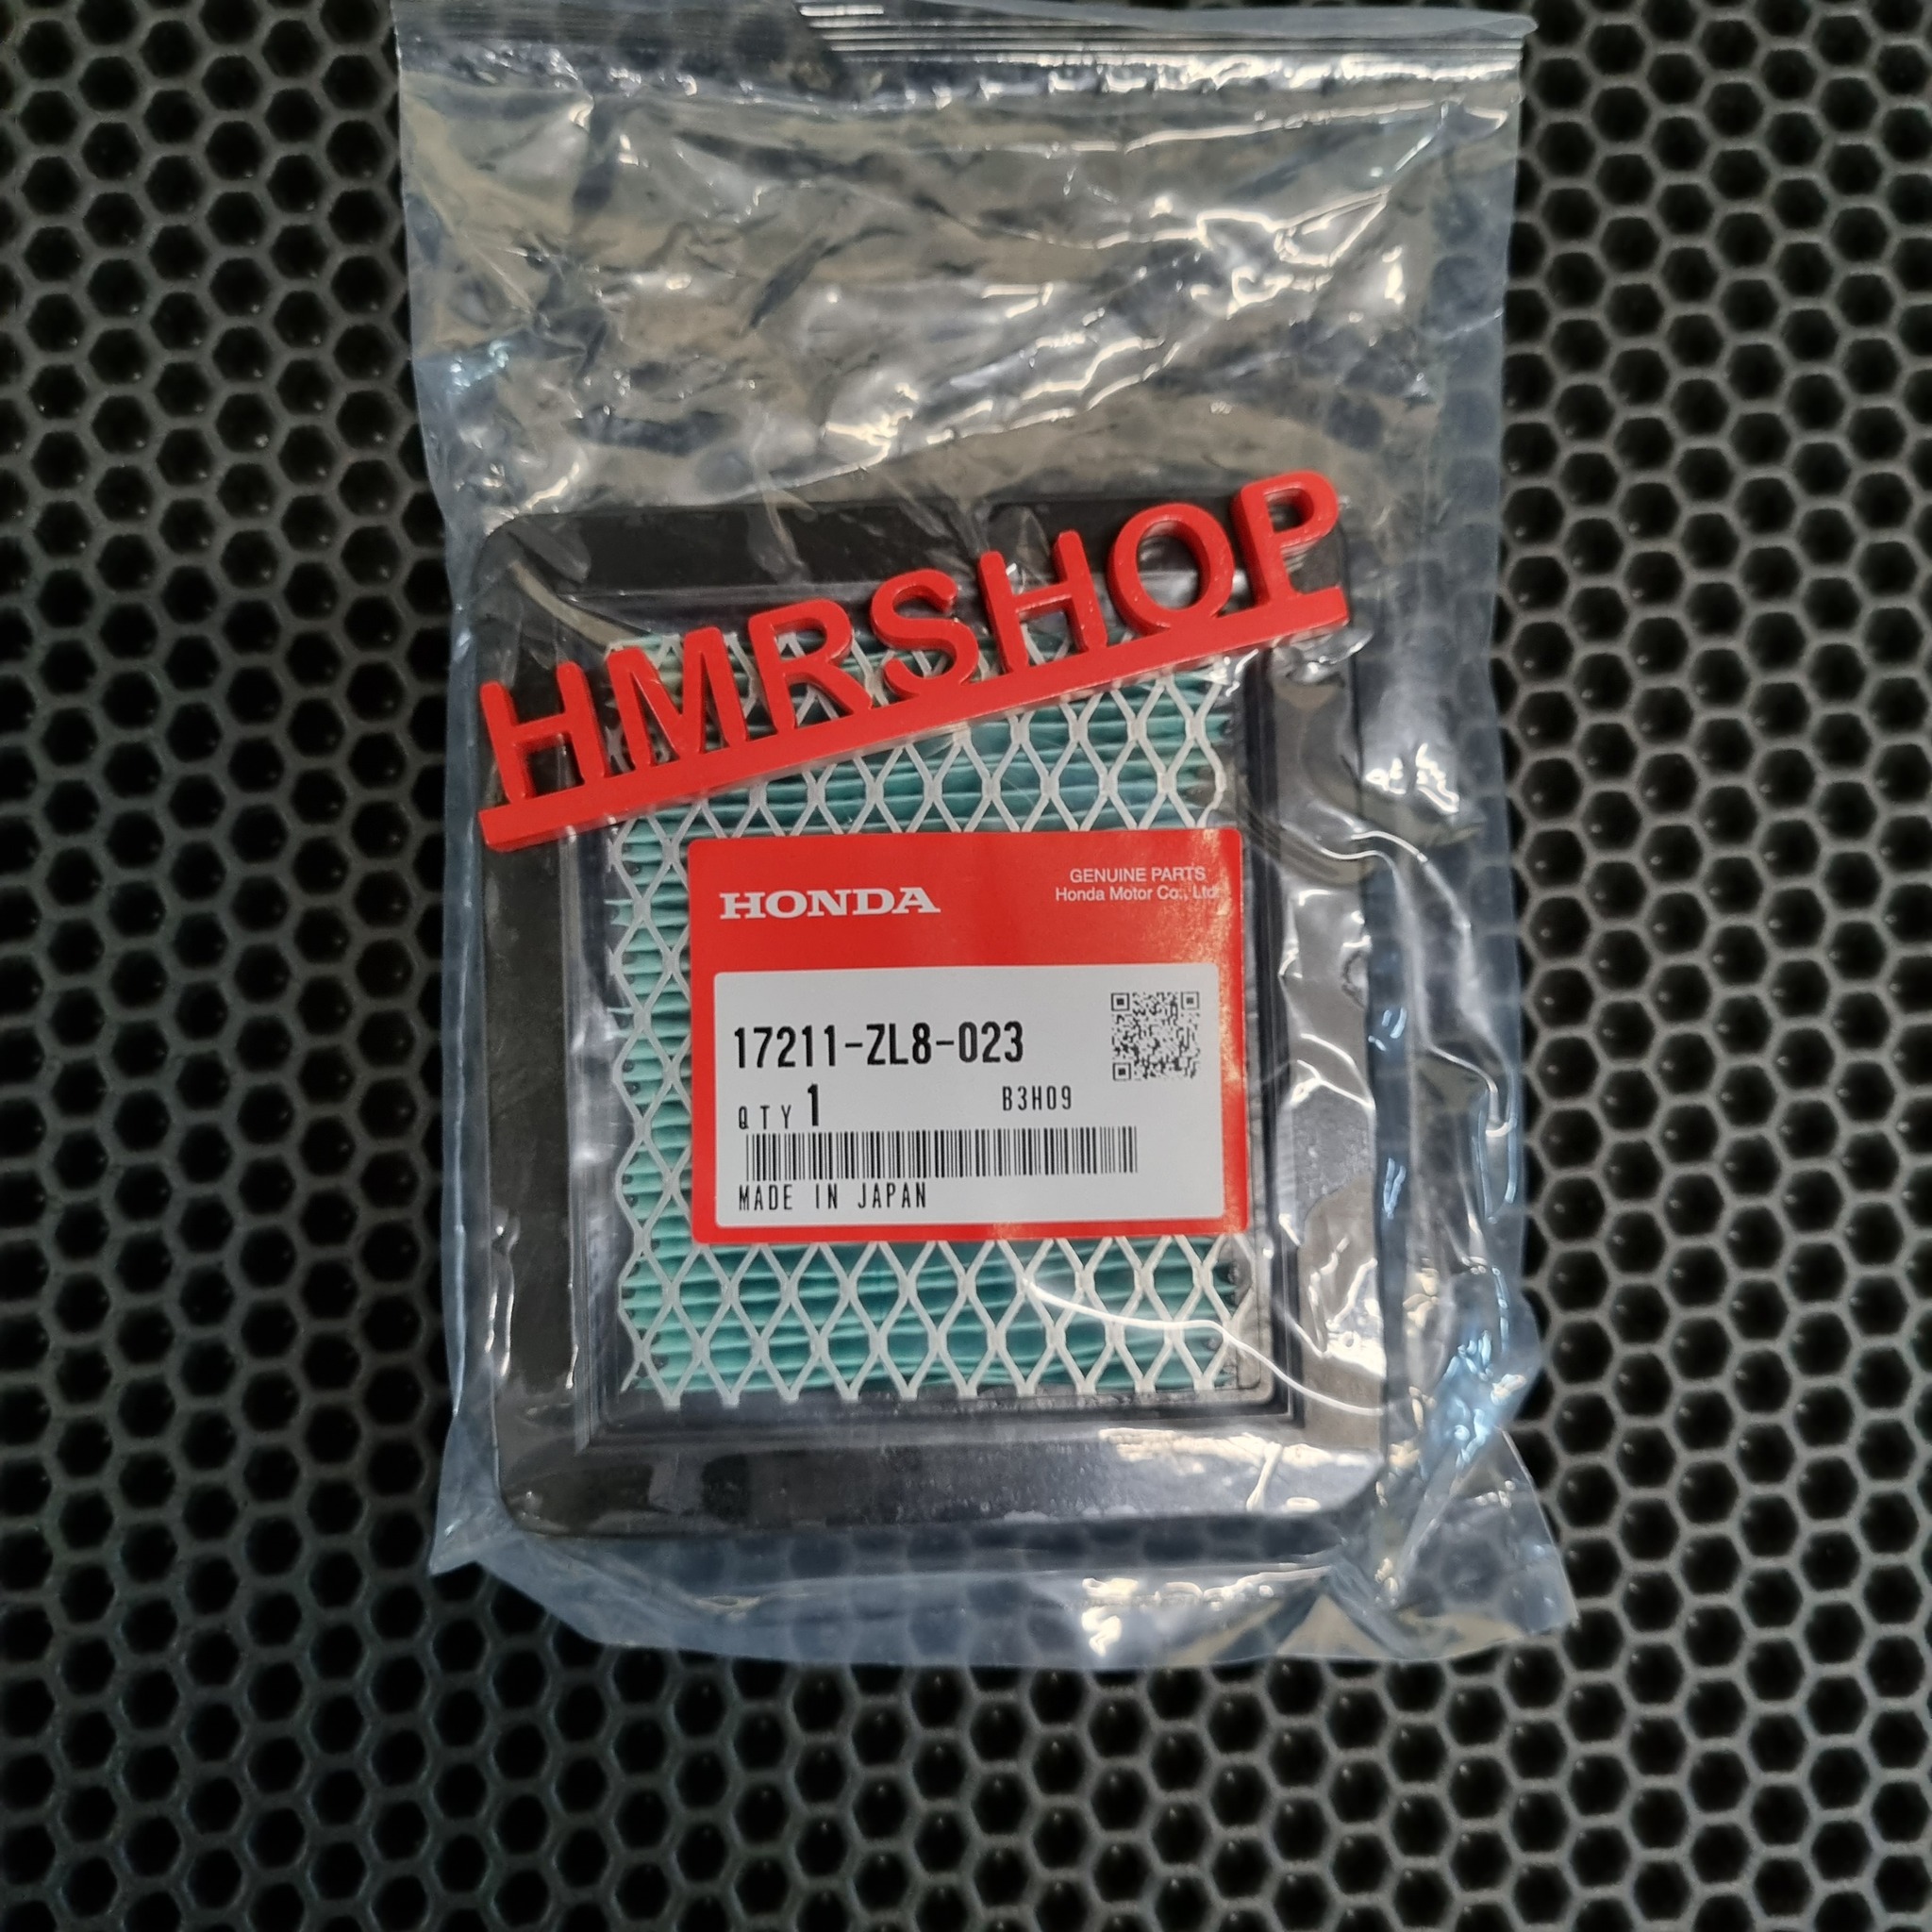 HMRSHOP
HONDA
GENUINE PARTS
Honda Motor Co., Ltd.
17211-ZL8-023
QTY 1
B3H09
MADE IN JAPAN